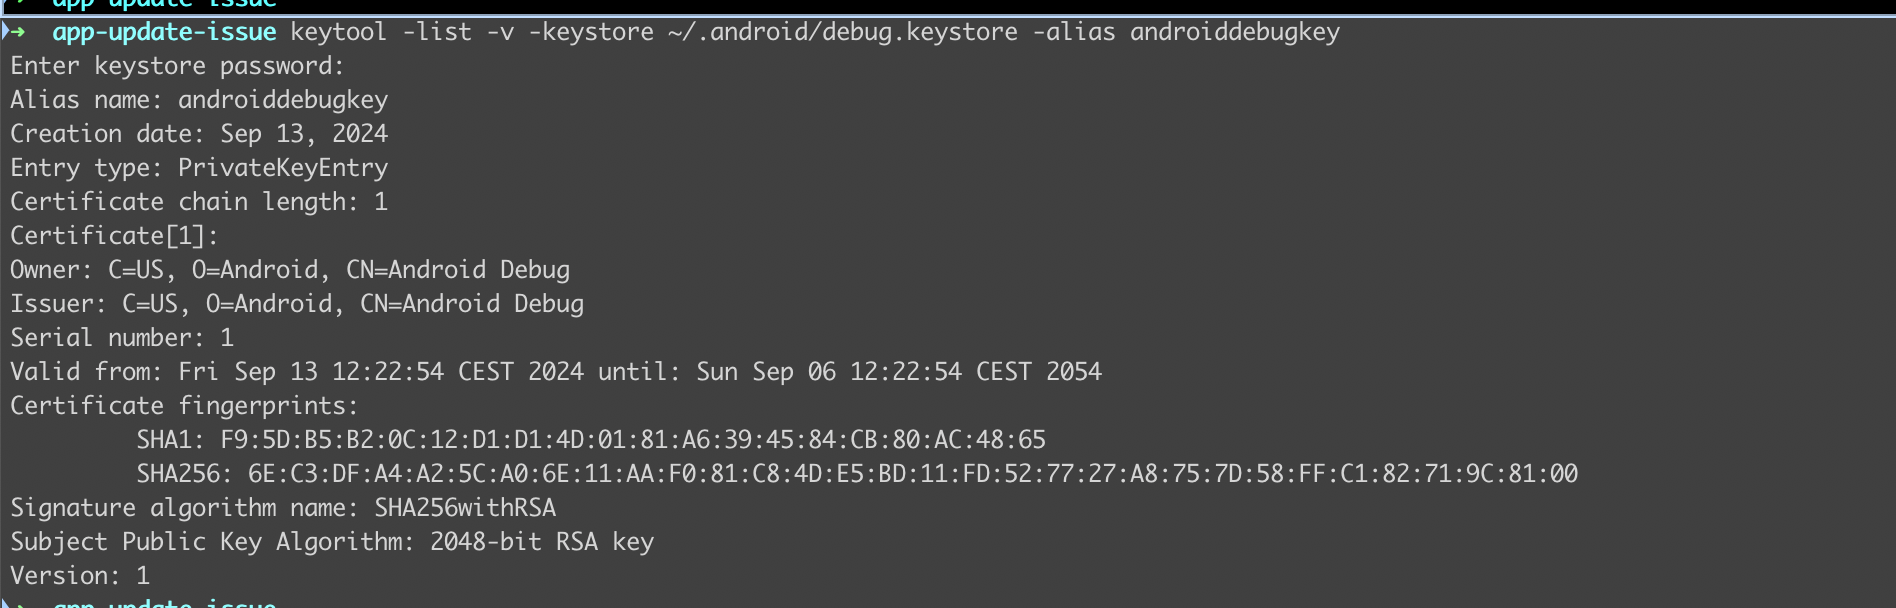 app-update-issue
➜  app-update-issue keytool -list -v -keystore ~/.android/debug.keystore -alias androiddebugkey
Enter keystore password:
Alias name: androiddebugkey
Creation date: Sep 13, 2024
Entry type: PrivateKeyEntry
Certificate chain length: 1
Certificate[1]:
Owner: C=US, O=Android, CN=Android Debug
Issuer: C=US, O=Android, CN=Android Debug
Serial number: 1
Valid from: Fri Sep 13 12:22:54 CEST 2024 until: Sun Sep 06 12:22:54 CEST 2054
Certificate fingerprints:
SHA1: F9:5D:B5:B2:0C:12:D1:D1:4D:01:81:A6:39:45:84:CB:80:AC:48:65
SHA256: 6E:C3:DF:A4:A2:5C:A0:6E:11:AA:F0:81:C8:4D:E5:BD:11:FD:52:77:27:A8:75:7D:58:FF:C1:82:71:9C:81:00
Signature algorithm name: SHA256withRSA
Subject Public Key Algorithm: 2048-bit RSA key
Version: 1
app-update-issue